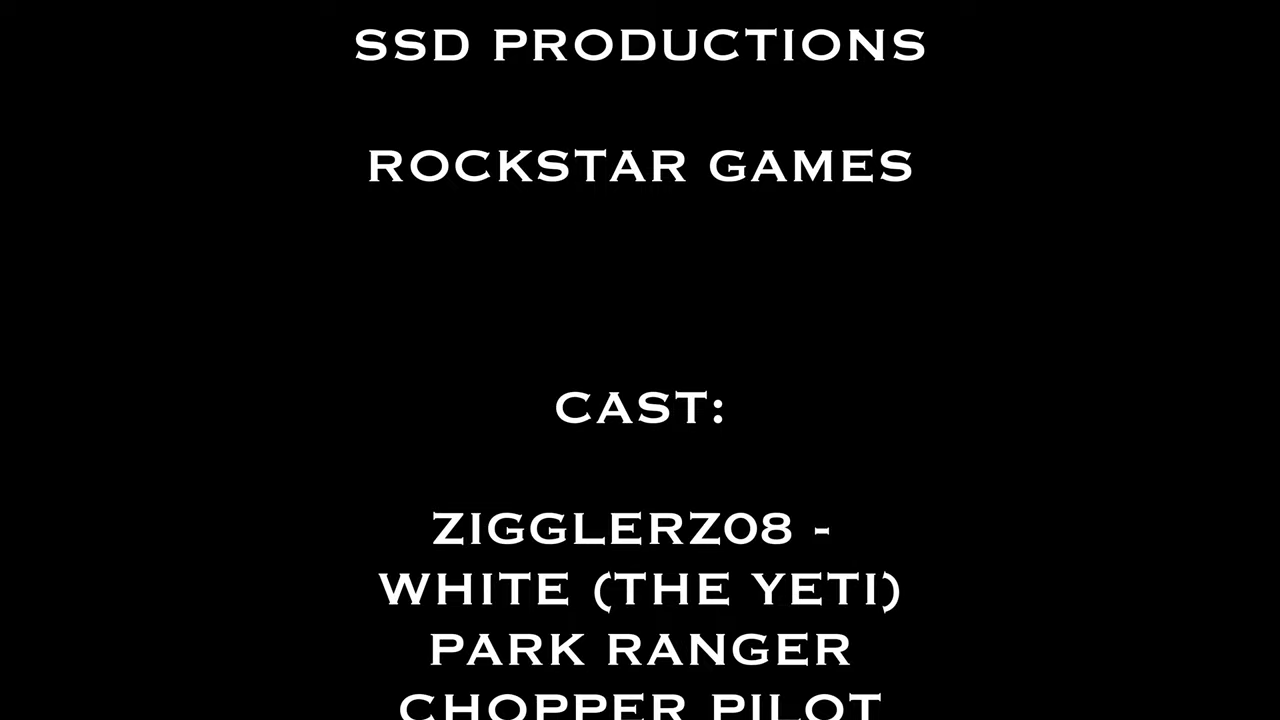 SSD PRODUCTIONS
ROCKSTAR GAMES
CAST:
ZIGGLERZ08 -
WHITE (THE YETI)
PARK RANGER
CHOPPER PILOT